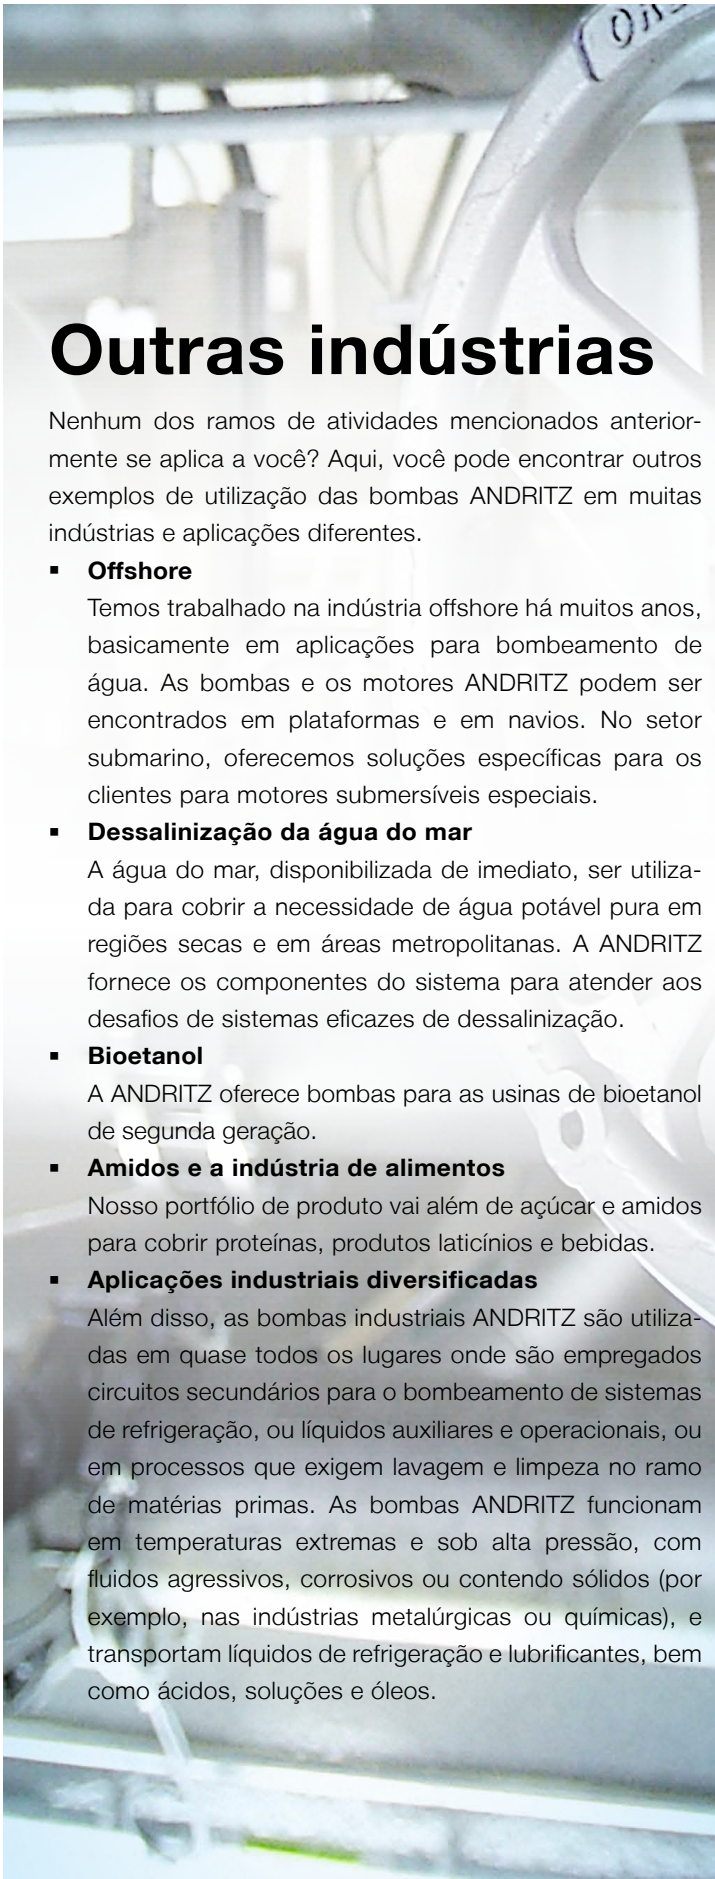 Outras indústrias
Nenhum dos ramos de atividades mencionados anterior-
mente se aplica a você? Aqui, você pode encontrar outros
exemplos de utilização das bombas ANDRITZ em muitas
indústrias e aplicações diferentes.
▪ Offshore
Temos trabalhado na indústria offshore há muitos anos,
basicamente em aplicações para bombeamento de
água. As bombas e os motores ANDRITZ podem ser
encontrados em plataformas e em navios. No setor
submarino, oferecemos soluções específicas para os
clientes para motores submersíveis especiais.
▪ Dessalinização da água do mar
A água do mar, disponibilizada de imediato, ser utiliza-
da para cobrir a necessidade de água potável pura em
regiões secas e em áreas metropolitanas. A ANDRITZ
fornece os componentes do sistema para atender aos
desafios de sistemas eficazes de dessalinização.
▪ Bioetanol
A ANDRITZ oferece bombas para as usinas de bioetanol
de segunda geração.
▪ Amidos e a indústria de alimentos
Nosso portfólio de produto vai além de açúcar e amidos
para cobrir proteínas, produtos laticínios e bebidas.
▪ Aplicações industriais diversificadas
Além disso, as bombas industriais ANDRITZ são utiliza-
das em quase todos os lugares onde são empregados
circuitos secundários para o bombeamento de sistemas
de refrigeração, ou líquidos auxiliares e operacionais, ou
em processos que exigem lavagem e limpeza no ramo
de matérias primas. As bombas ANDRITZ funcionam
em temperaturas extremas e sob alta pressão, com
fluidos agressivos, corrosivos ou contendo sólidos (por
exemplo, nas indústrias metalúrgicas ou químicas), e
transportam líquidos de refrigeração e lubrificantes, bem
como ácidos, soluções e óleos.